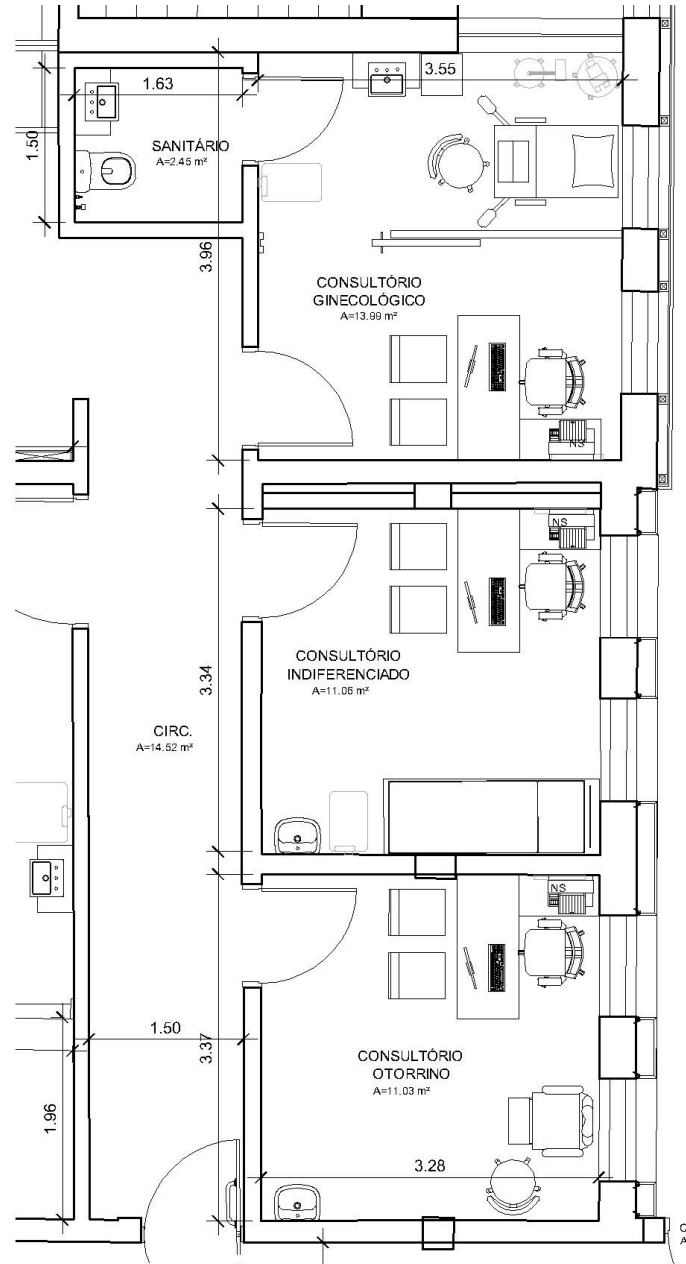 3.55
1.63
1.50
SANITÁRIO
A=2.45 m²
3.96
CONSULTÓRIO
GINECOLÓGICO
A=13.99 m²
NS
NS
CONSULTÓRIO
INDIFERENCIADO
A=11.06 m²
3.34
CIRC.
A=14.52 m²
NS
1.50
3.37
CONSULTÓRIO
OTORRINO
A=11.03 m²
1.96
3.28